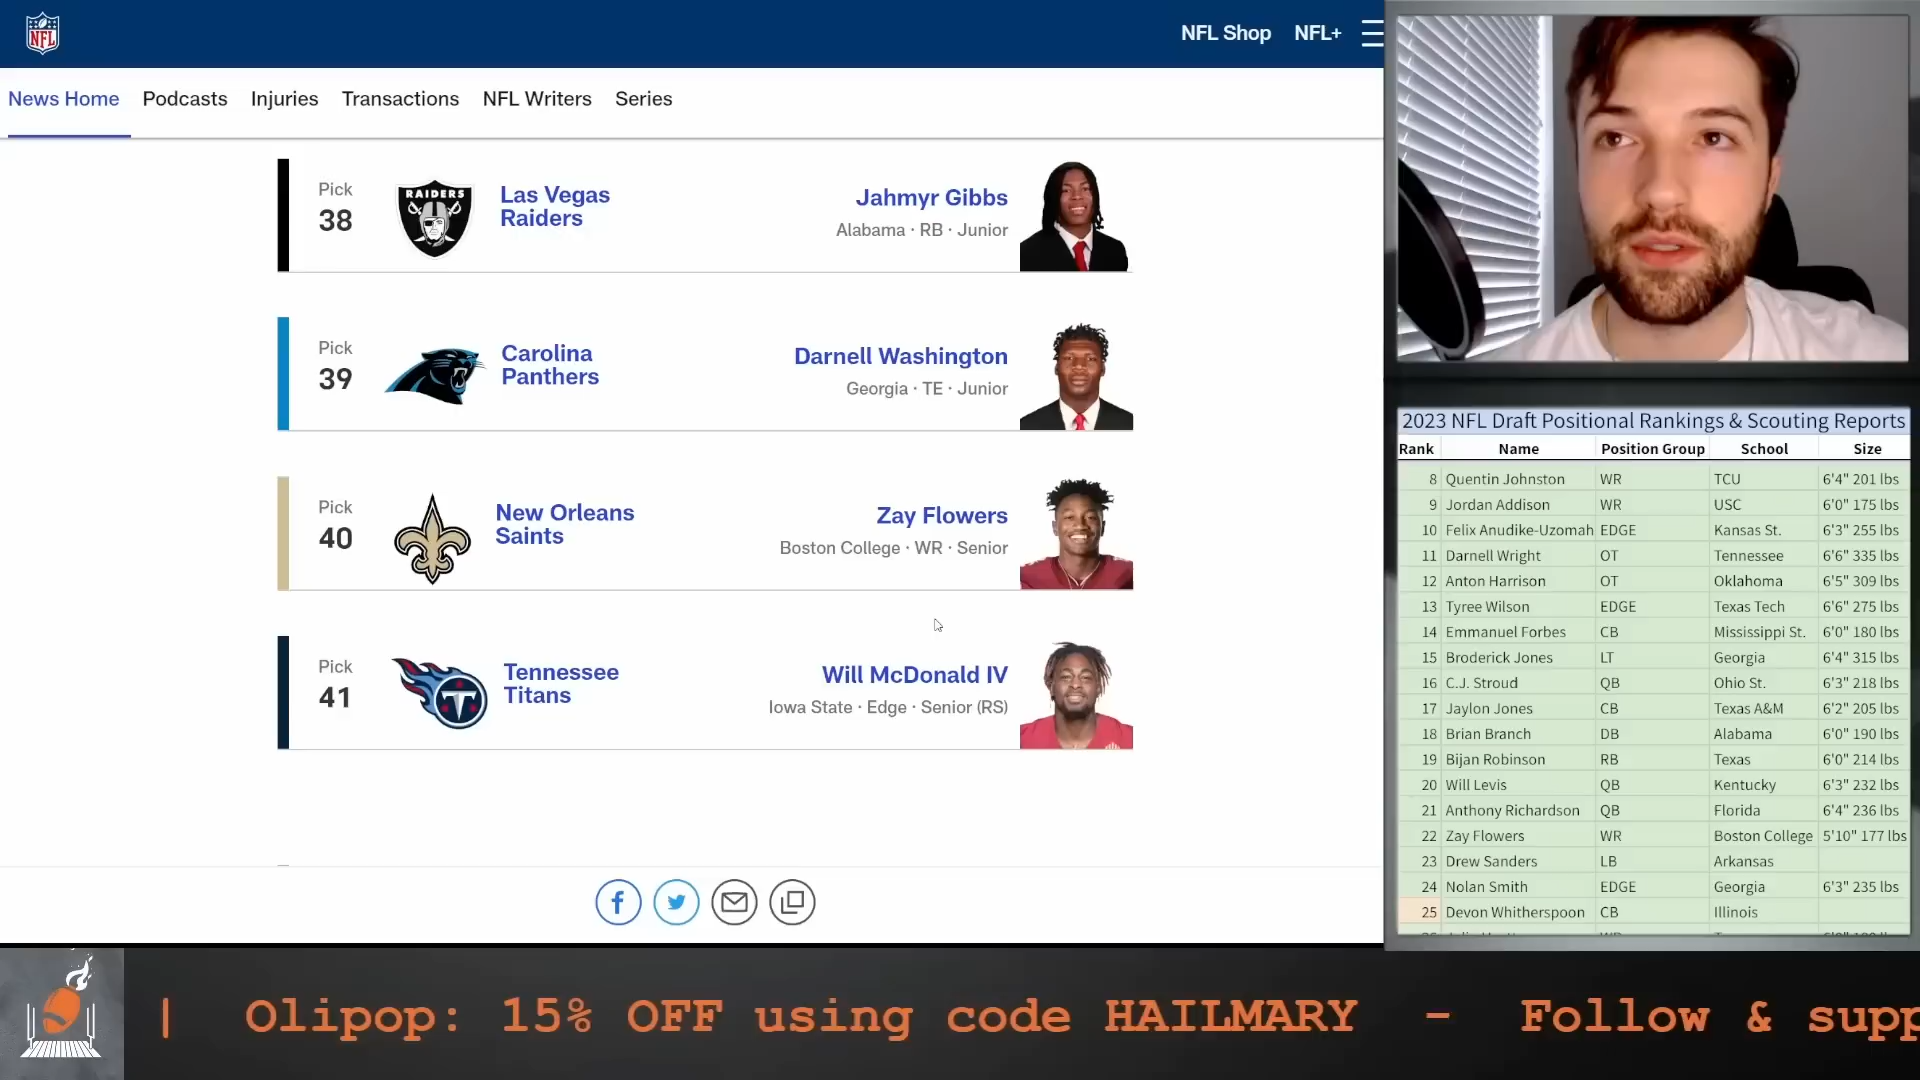 NFL
NFL Shop
NFL+
News Home
Podcasts
Injuries
Transactions
NFL Writers
Series
Pick
38
RAIDERS
Las Vegas
Raiders
Jahmyr Gibbs
Alabama · RB · Junior
Pick
39
Carolina
Panthers
Darnell Washington
Georgia · TE · Junior
Pick
40
New Orleans
Saints
Zay Flowers
Boston College · WR · Senior
Pick
41
T
Tennessee
Titans
Will McDonald IV
Iowa State · Edge · Senior (RS)
2023 NFL Draft Positional Rankings & Scouting Reports
Rank Name Position Group School Size
8 Quentin Johnston WR TCU 6'4" 201 lbs
9 Jordan Addison WR USC 6'0" 175 lbs
10 Felix Anudike-Uzomah EDGE Kansas St. 6'3" 255 lbs
11 Darnell Wright OT Tennessee 6'6" 335 lbs
12 Anton Harrison OT Oklahoma 6'5" 309 lbs
13 Tyree Wilson EDGE Texas Tech 6'6" 275 lbs
14 Emmanuel Forbes CB Mississippi St. 6'0" 180 lbs
15 Broderick Jones LT Georgia 6'4" 315 lbs
16 C.J. Stroud QB Ohio St. 6'3" 218 lbs
17 Jaylon Jones CB Texas A&M 6'2" 205 lbs
18 Brian Branch DB Alabama 6'0" 190 lbs
19 Bijan Robinson RB Texas 6'0" 214 lbs
20 Will Levis QB Kentucky 6'3" 232 lbs
21 Anthony Richardson QB Florida 6'4" 236 lbs
22 Zay Flowers WR Boston College 5'10" 177 lbs
23 Drew Sanders LB Arkansas
24 Nolan Smith EDGE Georgia 6'3" 235 lbs
25 Devon Whitherspoon CB Illinois
| Olipop: 15% OFF using code HAILMARY - Follow & supp